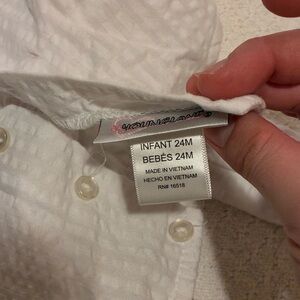 INFANT 24M
BEBÉS 24M
MADE IN VIETNAM
HECHO EN VIETNAM
RN# 16518